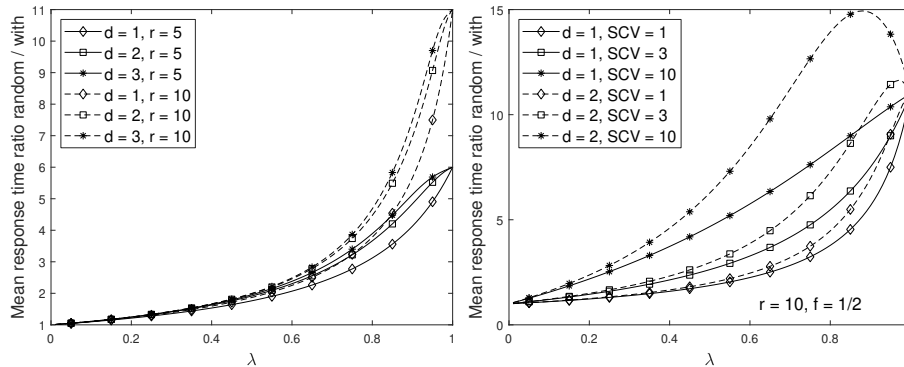 Mean response time ratio random / with
11
10
9
8
7
6
5
4
3
2
1
0
0.2
0.4
0.6
0.8
1
λ
d = 1, r = 5
d = 2, r = 5
d = 3, r = 5
d = 1, r = 10
d = 2, r = 10
d = 3, r = 10
Mean response time ratio random / with
15
10
5
0
0
0.2
0.4
0.6
0.8
λ
d = 1, SCV = 1
d = 1, SCV = 3
d = 1, SCV = 10
d = 2, SCV = 1
d = 2, SCV = 3
d = 2, SCV = 10
r = 10, f = 1/2